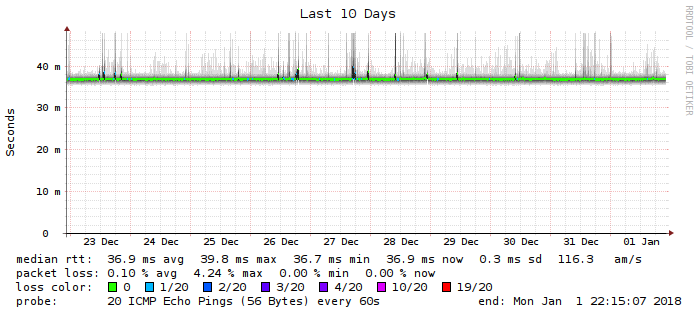 Last 10 Days
RRDTOOL / TOBI OETIKER
Seconds
40 m
30 m
20 m
10 m
0
23 Dec 24 Dec 25 Dec 26 Dec 27 Dec 28 Dec 29 Dec 30 Dec 31 Dec 01 Jan
median rtt: 36.9 ms avg 39.8 ms max 36.7 ms min 36.9 ms now 0.3 ms sd 116.3 am/s
packet loss: 0.10 % avg 4.24 % max 0.00 % min 0.00 % now
loss color: 0 1/20 2/20 3/20 4/20 10/20 19/20
probe: 20 ICMP Echo Pings (56 Bytes) every 60s end: Mon Jan 1 22:15:07 2018